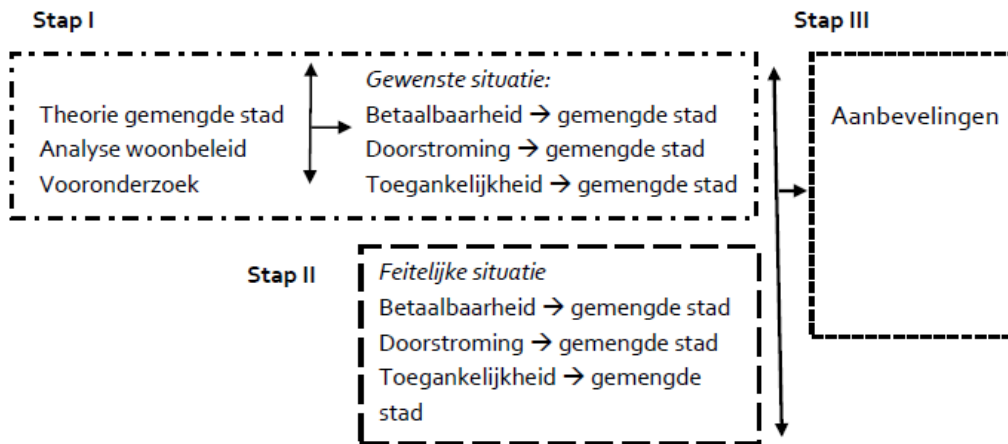 Stap I
Stap III
Theorie gemengde stad
Analyse woonbeleid
Vooronderzoek
Gewenste situatie:
Betaalbaarheid → gemengde stad
Doorstroming → gemengde stad
Toegankelijkheid → gemengde stad
Aanbevelingen
Stap II
Feitelijke situatie
Betaalbaarheid → gemengde stad
Doorstroming → gemengde stad
Toegankelijkheid → gemengde
stad